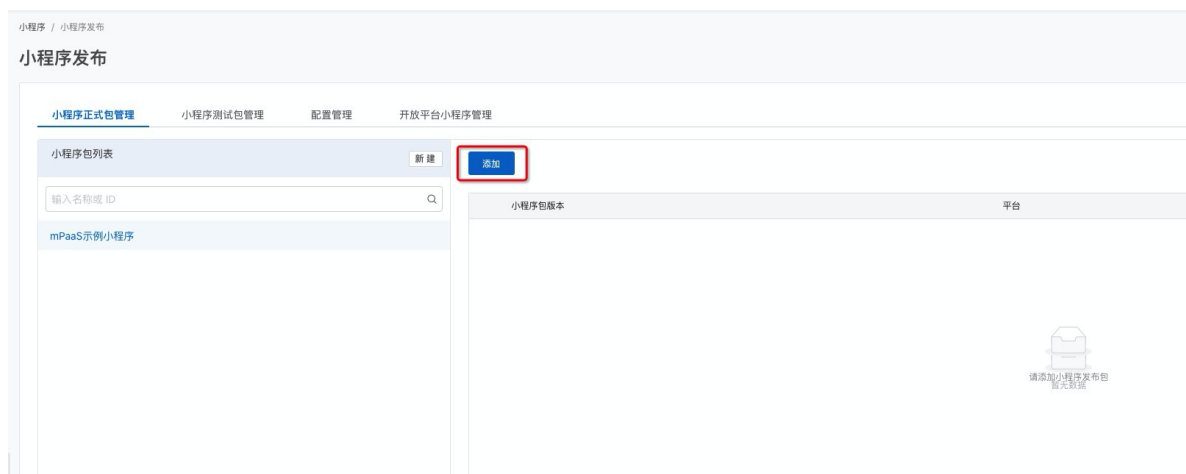 小程序 / 小程序发布
小程序发布
小程序正式包管理 小程序测试包管理 配置管理 开放平台小程序管理
小程序包列表 新 建 添加
输入名称或 ID 小程序包版本 平台
mPaaS示例小程序
请添加小程序发布包
暂无数据